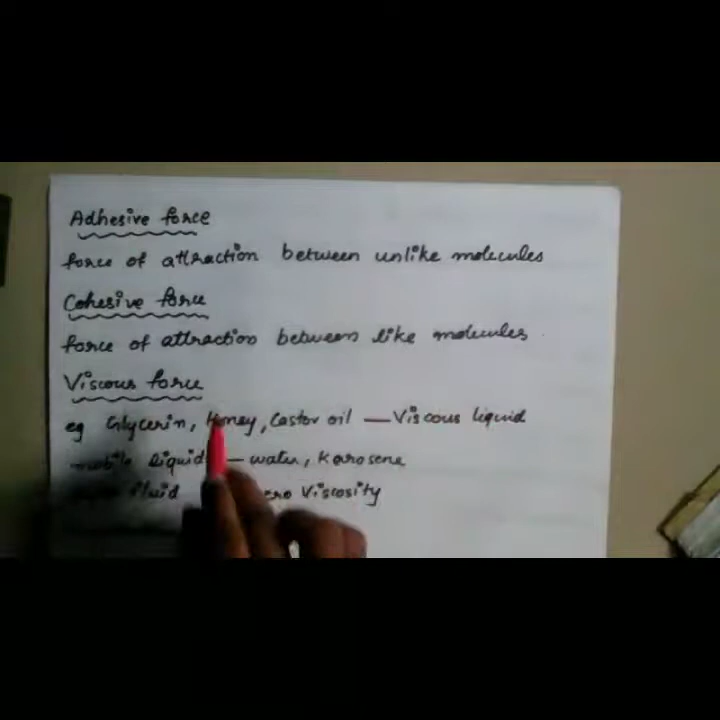 Adhesive force
force of attraction between unlike molecules
Cohesive force
force of attraction between like molecules
Viscous force
eg Glycerin, Honey, Castor oil — Viscous liquid
liquid — water, Karosene
fluid Viscosity